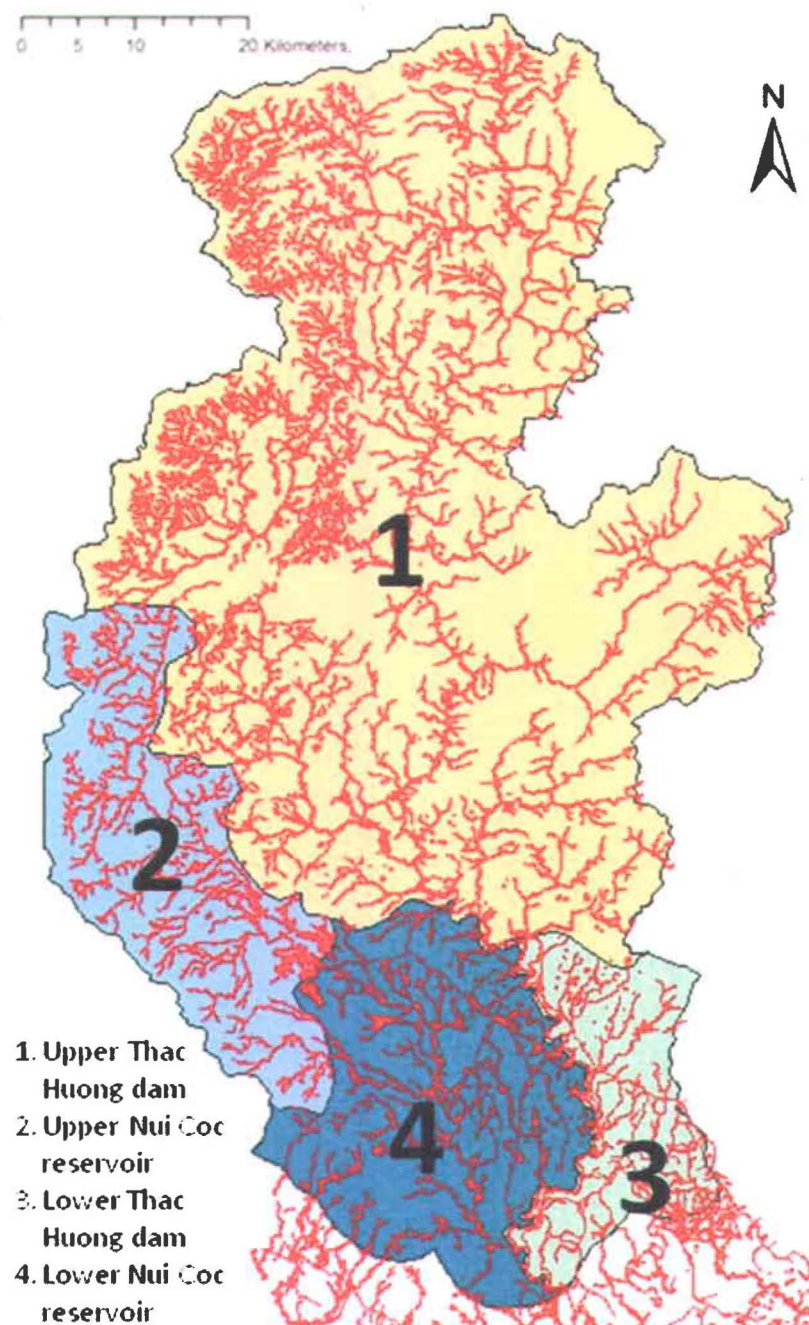 0 5 10 20 Kilometers
N
1
2
4
3
1. Upper Thac
Huong dam
2. Upper Nui Coc
reservoir
3. Lower Thac
Huong dam
4. Lower Nui Coc
reservoir